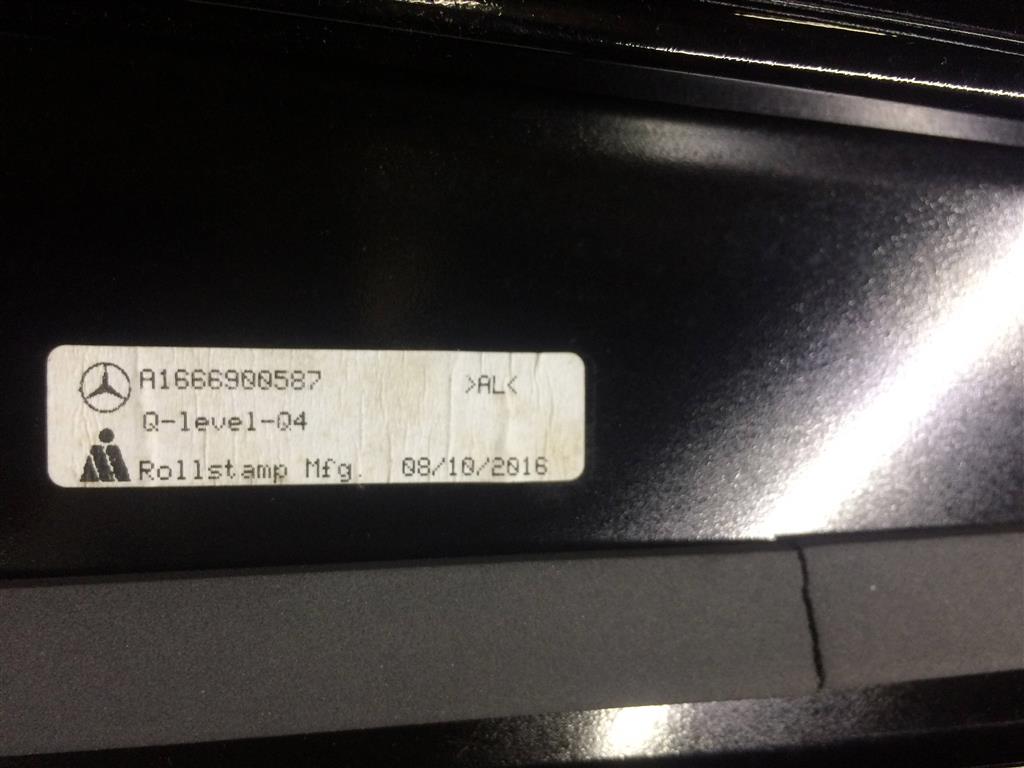 A1666900587 >AL<
Q-level-Q4
Rollstamp Mfg. 08/10/2016